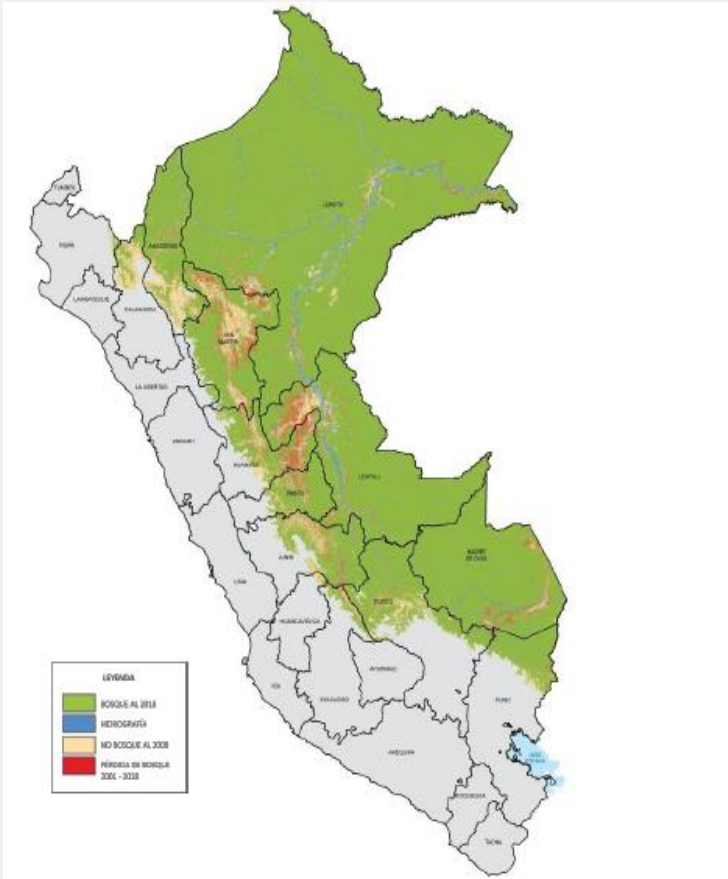 TUMBES
LORETO
PIURA
AMAZONAS
LAMBAYEQUE
CAJAMARCA
SAN
MARTIN
LA LIBERTAD
ANCASH
HUANUCO
UCAYALI
PASCO
MADRE
DE DIOS
JUNIN
LIMA
CUSCO
HUANCAVELICA
APURIMAC
ICA
AYACUCHO
PUNO
AREQUIPA
LAGO
TITICACA
MOQUEGUA
TACNA
LEYENDA
BOSQUE AL 2018
HIDROGRAFÍA
NO BOSQUE AL 2000
PÉRDIDA DE BOSQUE
2001 - 2018